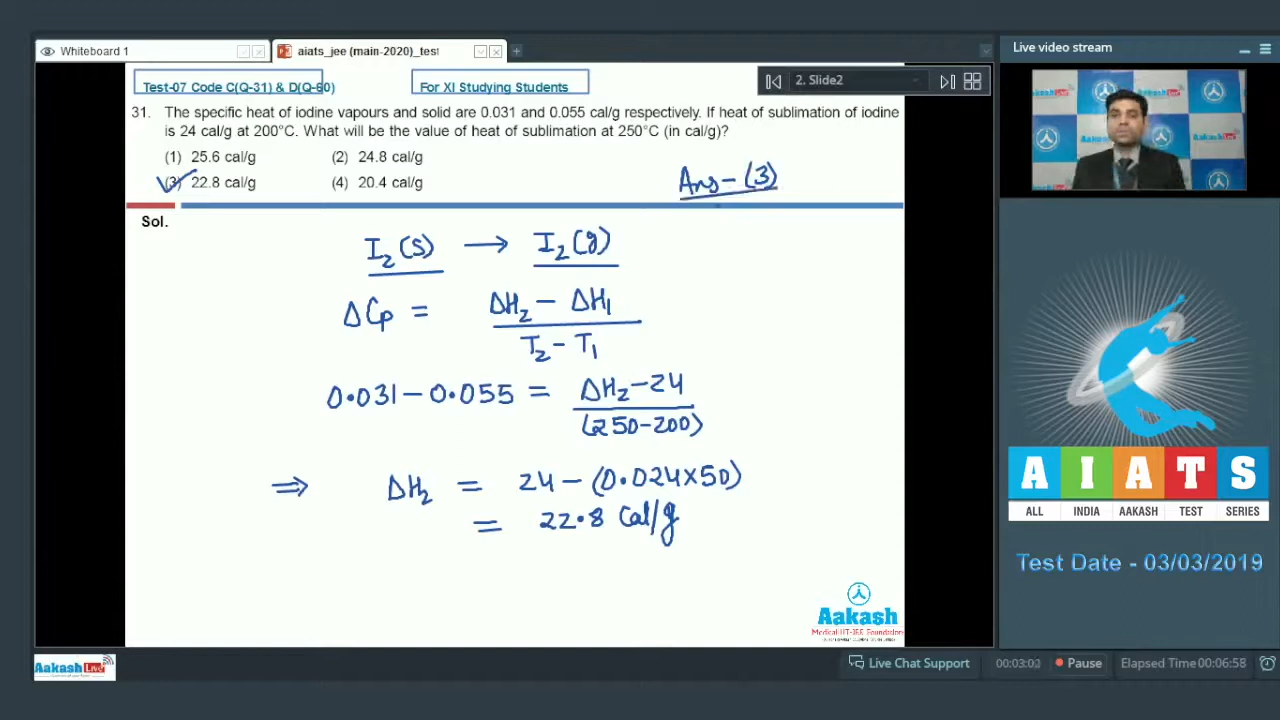 Whiteboard 1
aiats_jee (main-2020)_test
Live video stream
Test-07 Code C(Q-31) & D(Q-60)
For XI Studying Students
2. Slide2
31. The specific heat of iodine vapours and solid are 0.031 and 0.055 cal/g respectively. If heat of sublimation of iodine
is 24 cal/g at 200°C. What will be the value of heat of sublimation at 250°C (in cal/g)?
(1) 25.6 cal/g (2) 24.8 cal/g
(3) 22.8 cal/g (4) 20.4 cal/g
Ans - (3)
Sol.
I₂(s) → I₂(g)
ΔCp = ΔH₂ - ΔH₁
T₂ - T₁
0.031 - 0.055 = ΔH₂ - 24
(250-200)
⇒ ΔH₂ = 24 - (0.024×50)
= 22.8 Cal/g
A I A T S
ALL INDIA AAKASH TEST SERIES
Test Date - 03/03/2019
Aakash
Medical|IIT-JEE|Foundations
Aakash Live
Live Chat Support
Pause
Elapsed Time 00:06:58